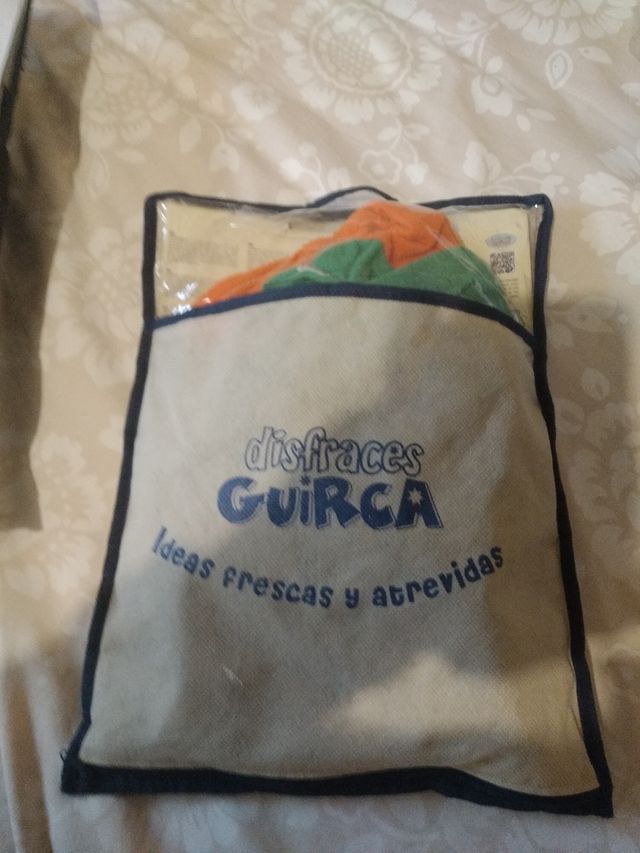 disfraces
GUiRCA
Ideas frescas y atrevidas